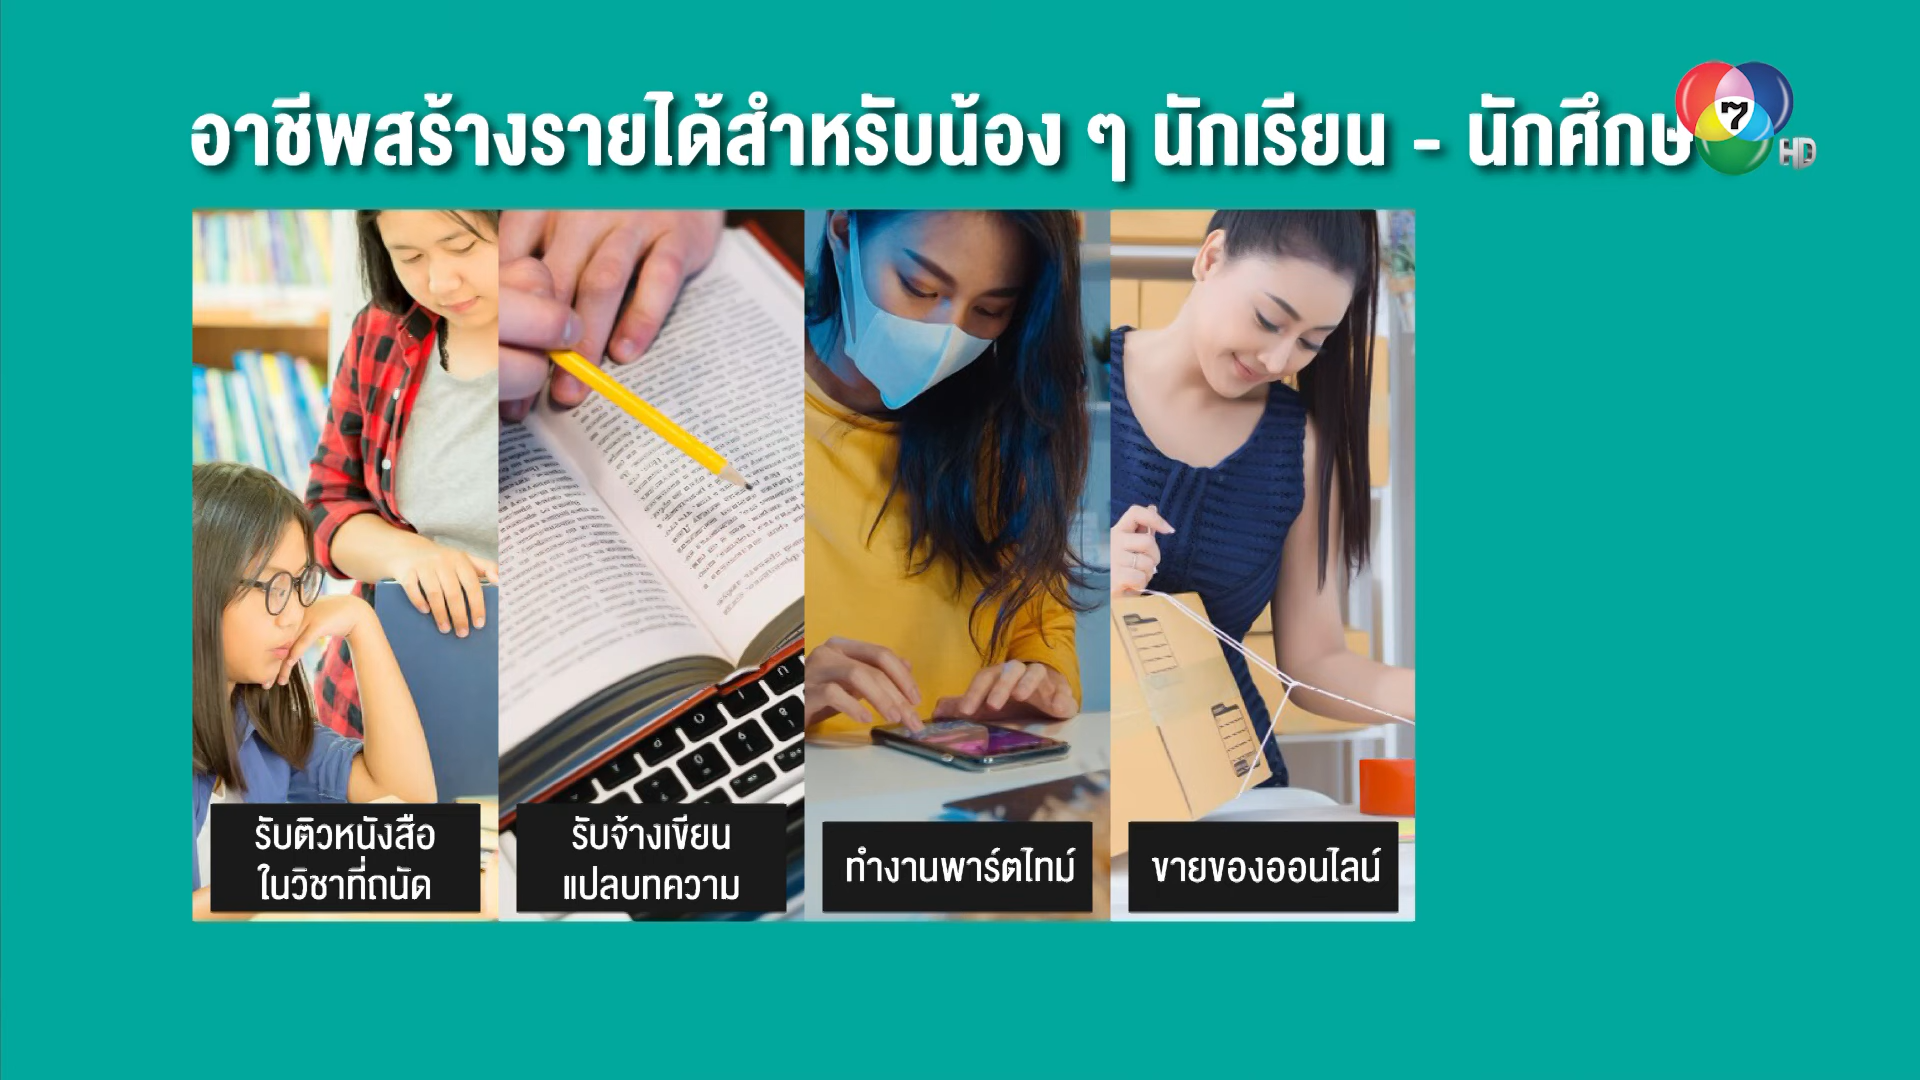 อาชีพสร้างรายได้สำหรับน้อง ๆ นักเรียน - นักศึกษ
7
HD
รับติวหนังสือ
ในวิชาที่ถนัด
รับจ้างเขียน
แปลบทความ
ทำงานพาร์ตไทม์
ขายของออนไลน์